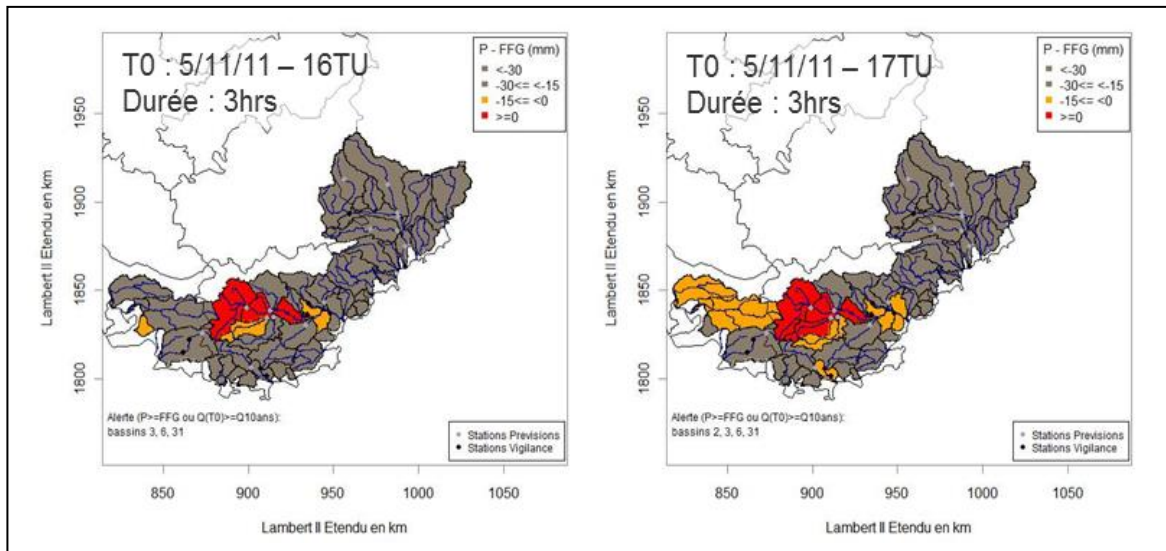 T0 : 5/11/11 – 16TU
Durée : 3hrs
P - FFG (mm)
<-30
-30<= <-15
-15<= <0
>=0
Lambert II Etendu en km
1950
1900
1850
1800
Alerte (P>=FFG ou Q(T0)>=Q10ans):
bassins 3, 6, 31
Stations Previsions
Stations Vigilance
850 900 950 1000 1050
Lambert II Etendu en km
T0 : 5/11/11 – 17TU
Durée : 3hrs
P - FFG (mm)
<-30
-30<= <-15
-15<= <0
>=0
Lambert II Etendu en km
1950
1900
1850
1800
Alerte (P>=FFG ou Q(T0)>=Q10ans):
bassins 2, 3, 6, 31
Stations Previsions
Stations Vigilance
850 900 950 1000 1050
Lambert II Etendu en km